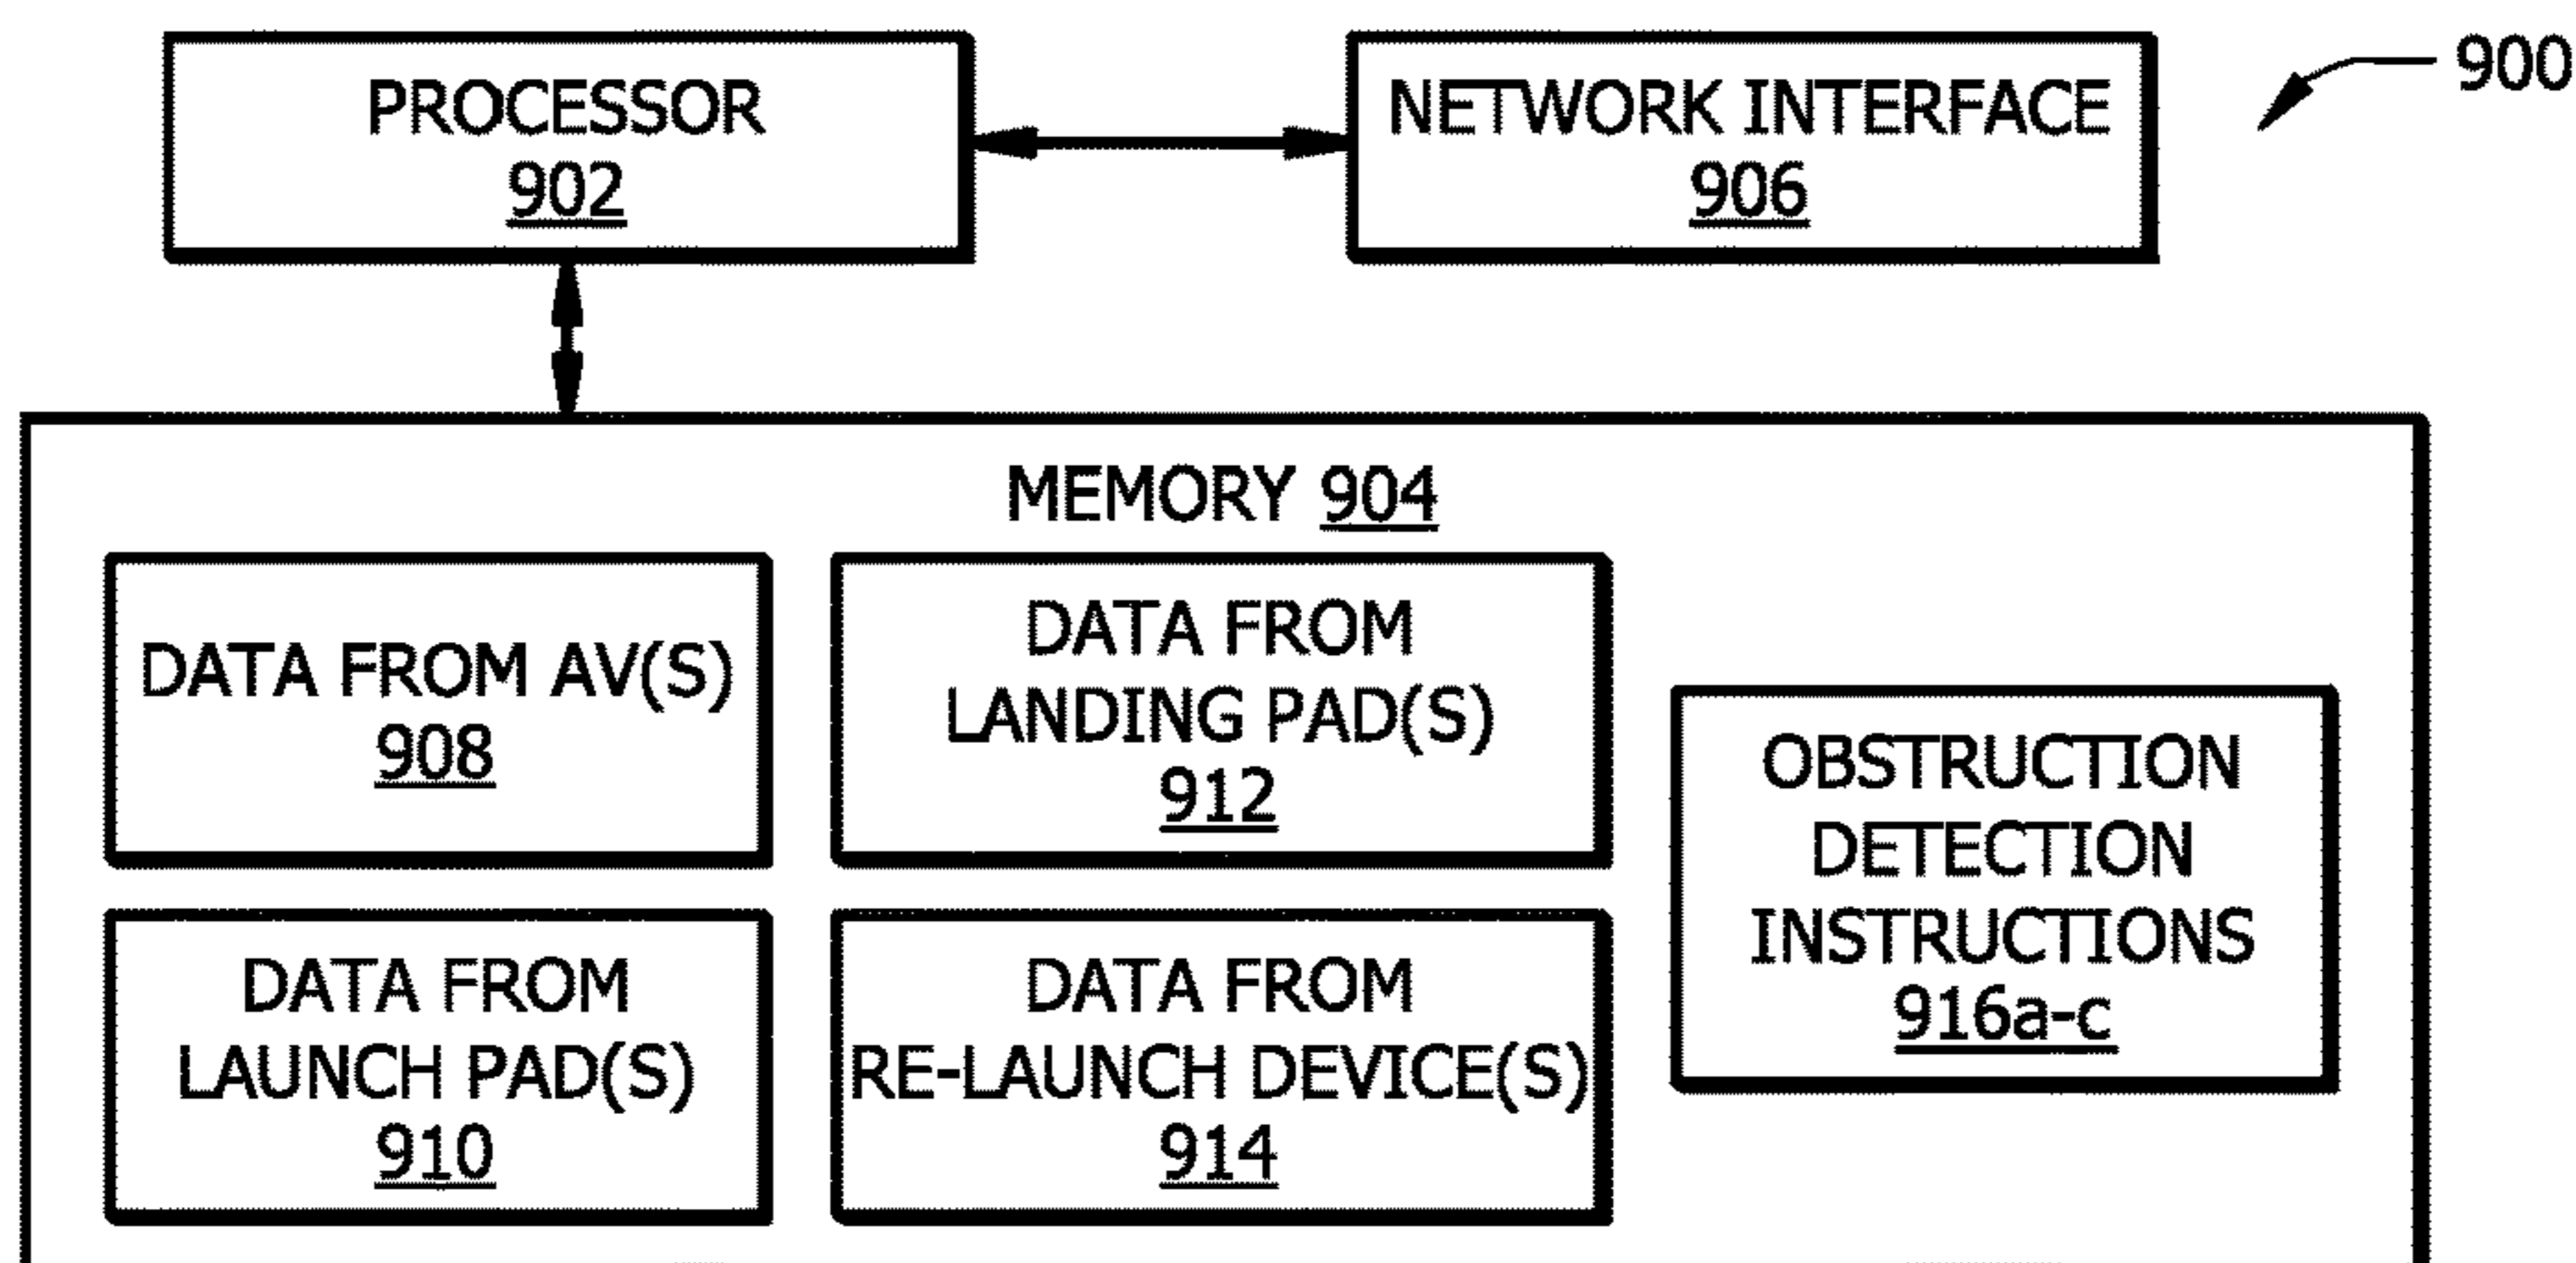 PROCESSOR
902
NETWORK INTERFACE
906
900
MEMORY 904
DATA FROM AV(S)
908
DATA FROM
LANDING PAD(S)
912
OBSTRUCTION
DETECTION
INSTRUCTIONS
916a-c
DATA FROM
LAUNCH PAD(S)
910
DATA FROM
RE-LAUNCH DEVICE(S)
914